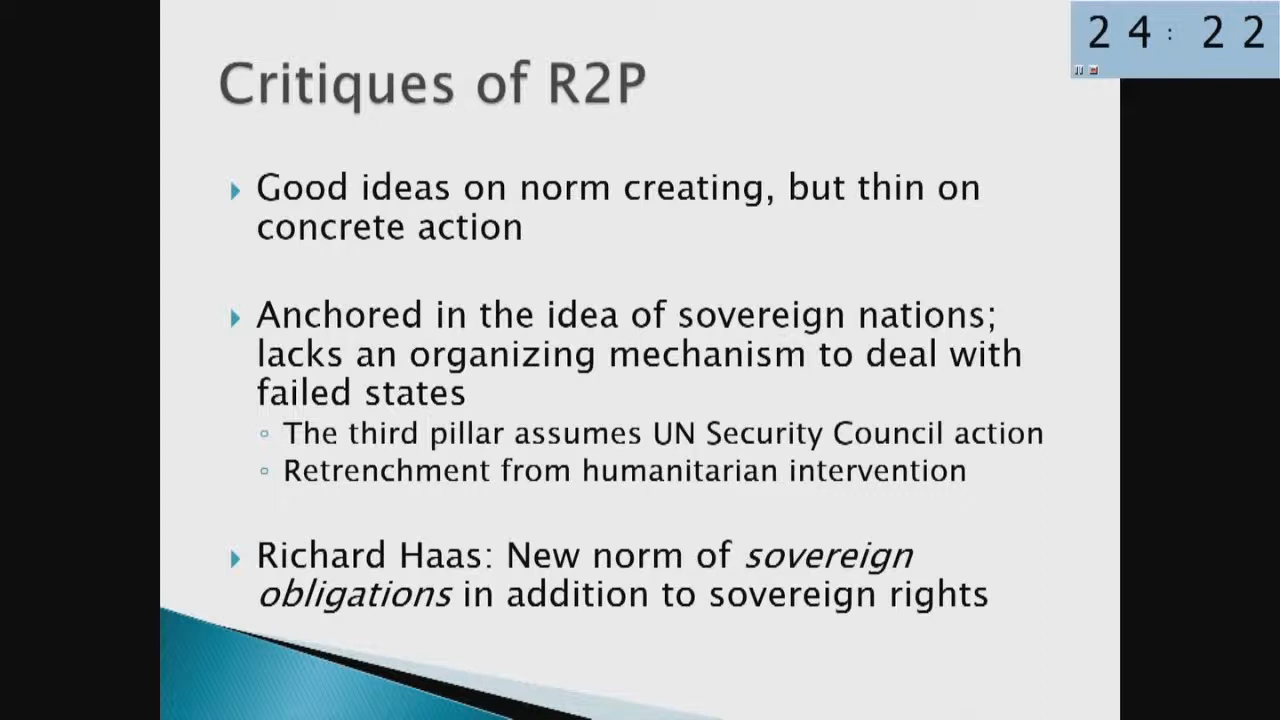 24:22
Critiques of R2P
Good ideas on norm creating, but thin on
concrete action
Anchored in the idea of sovereign nations;
lacks an organizing mechanism to deal with
failed states
The third pillar assumes UN Security Council action
Retrenchment from humanitarian intervention
Richard Haas: New norm of sovereign
obligations in addition to sovereign rights